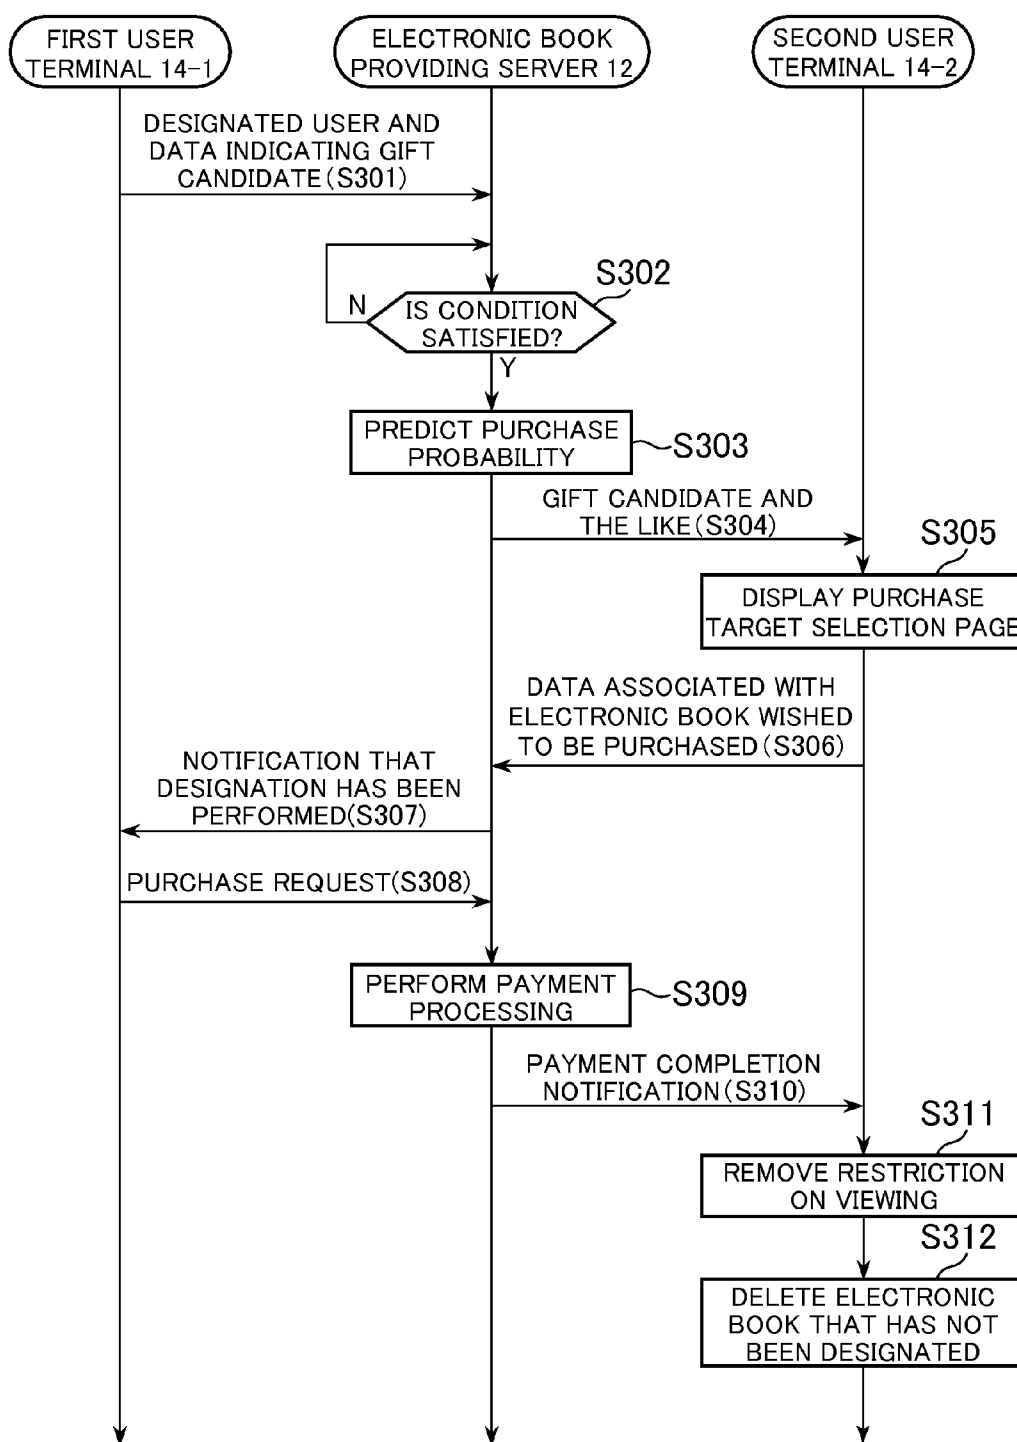 FIRST USER
TERMINAL 14-1
ELECTRONIC BOOK
PROVIDING SERVER 12
SECOND USER
TERMINAL 14-2
DESIGNATED USER AND
DATA INDICATING GIFT
CANDIDATE(S301)
S302
N
IS CONDITION
SATISFIED?
Y
PREDICT PURCHASE
PROBABILITY
S303
GIFT CANDIDATE AND
THE LIKE(S304)
S305
DISPLAY PURCHASE
TARGET SELECTION PAGE
DATA ASSOCIATED WITH
ELECTRONIC BOOK WISHED
TO BE PURCHASED(S306)
NOTIFICATION THAT
DESIGNATION HAS BEEN
PERFORMED(S307)
PURCHASE REQUEST(S308)
PERFORM PAYMENT
PROCESSING
S309
PAYMENT COMPLETION
NOTIFICATION(S310)
S311
REMOVE RESTRICTION
ON VIEWING
S312
DELETE ELECTRONIC
BOOK THAT HAS NOT
BEEN DESIGNATED